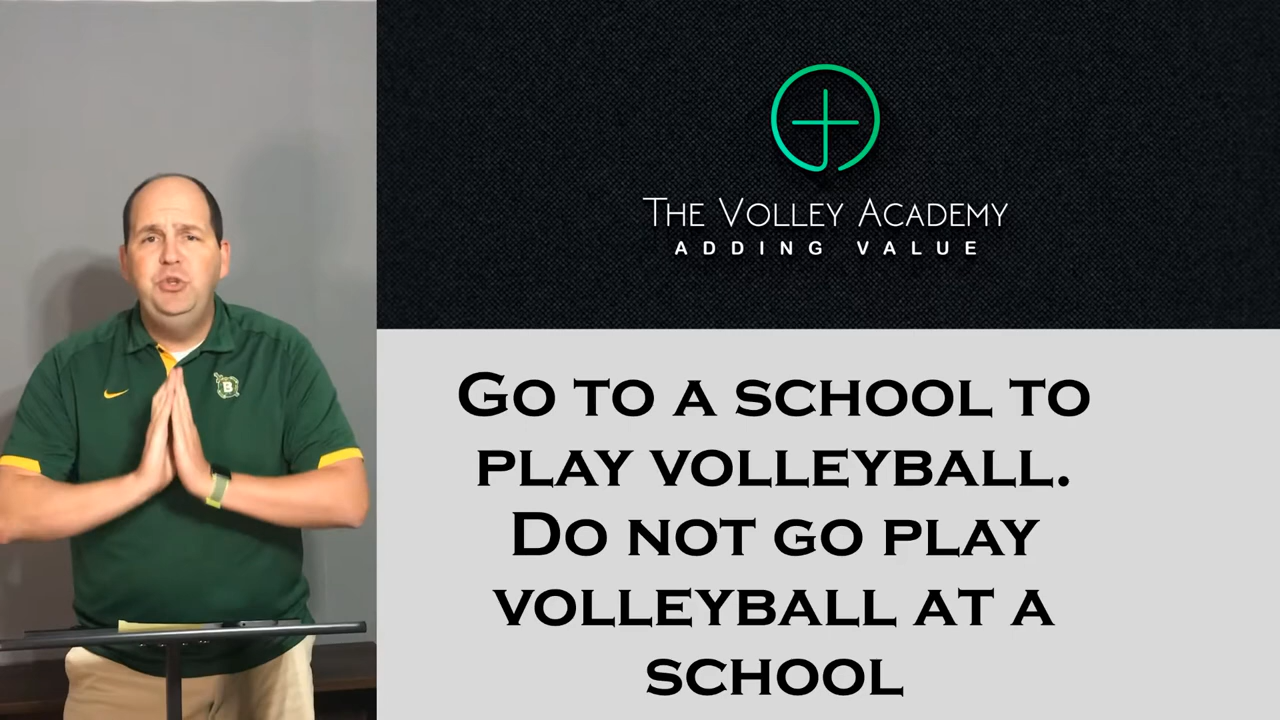 The Volley Academy
ADDING VALUE
B
Go to a school to
play volleyball.
Do not go play
volleyball at a
school